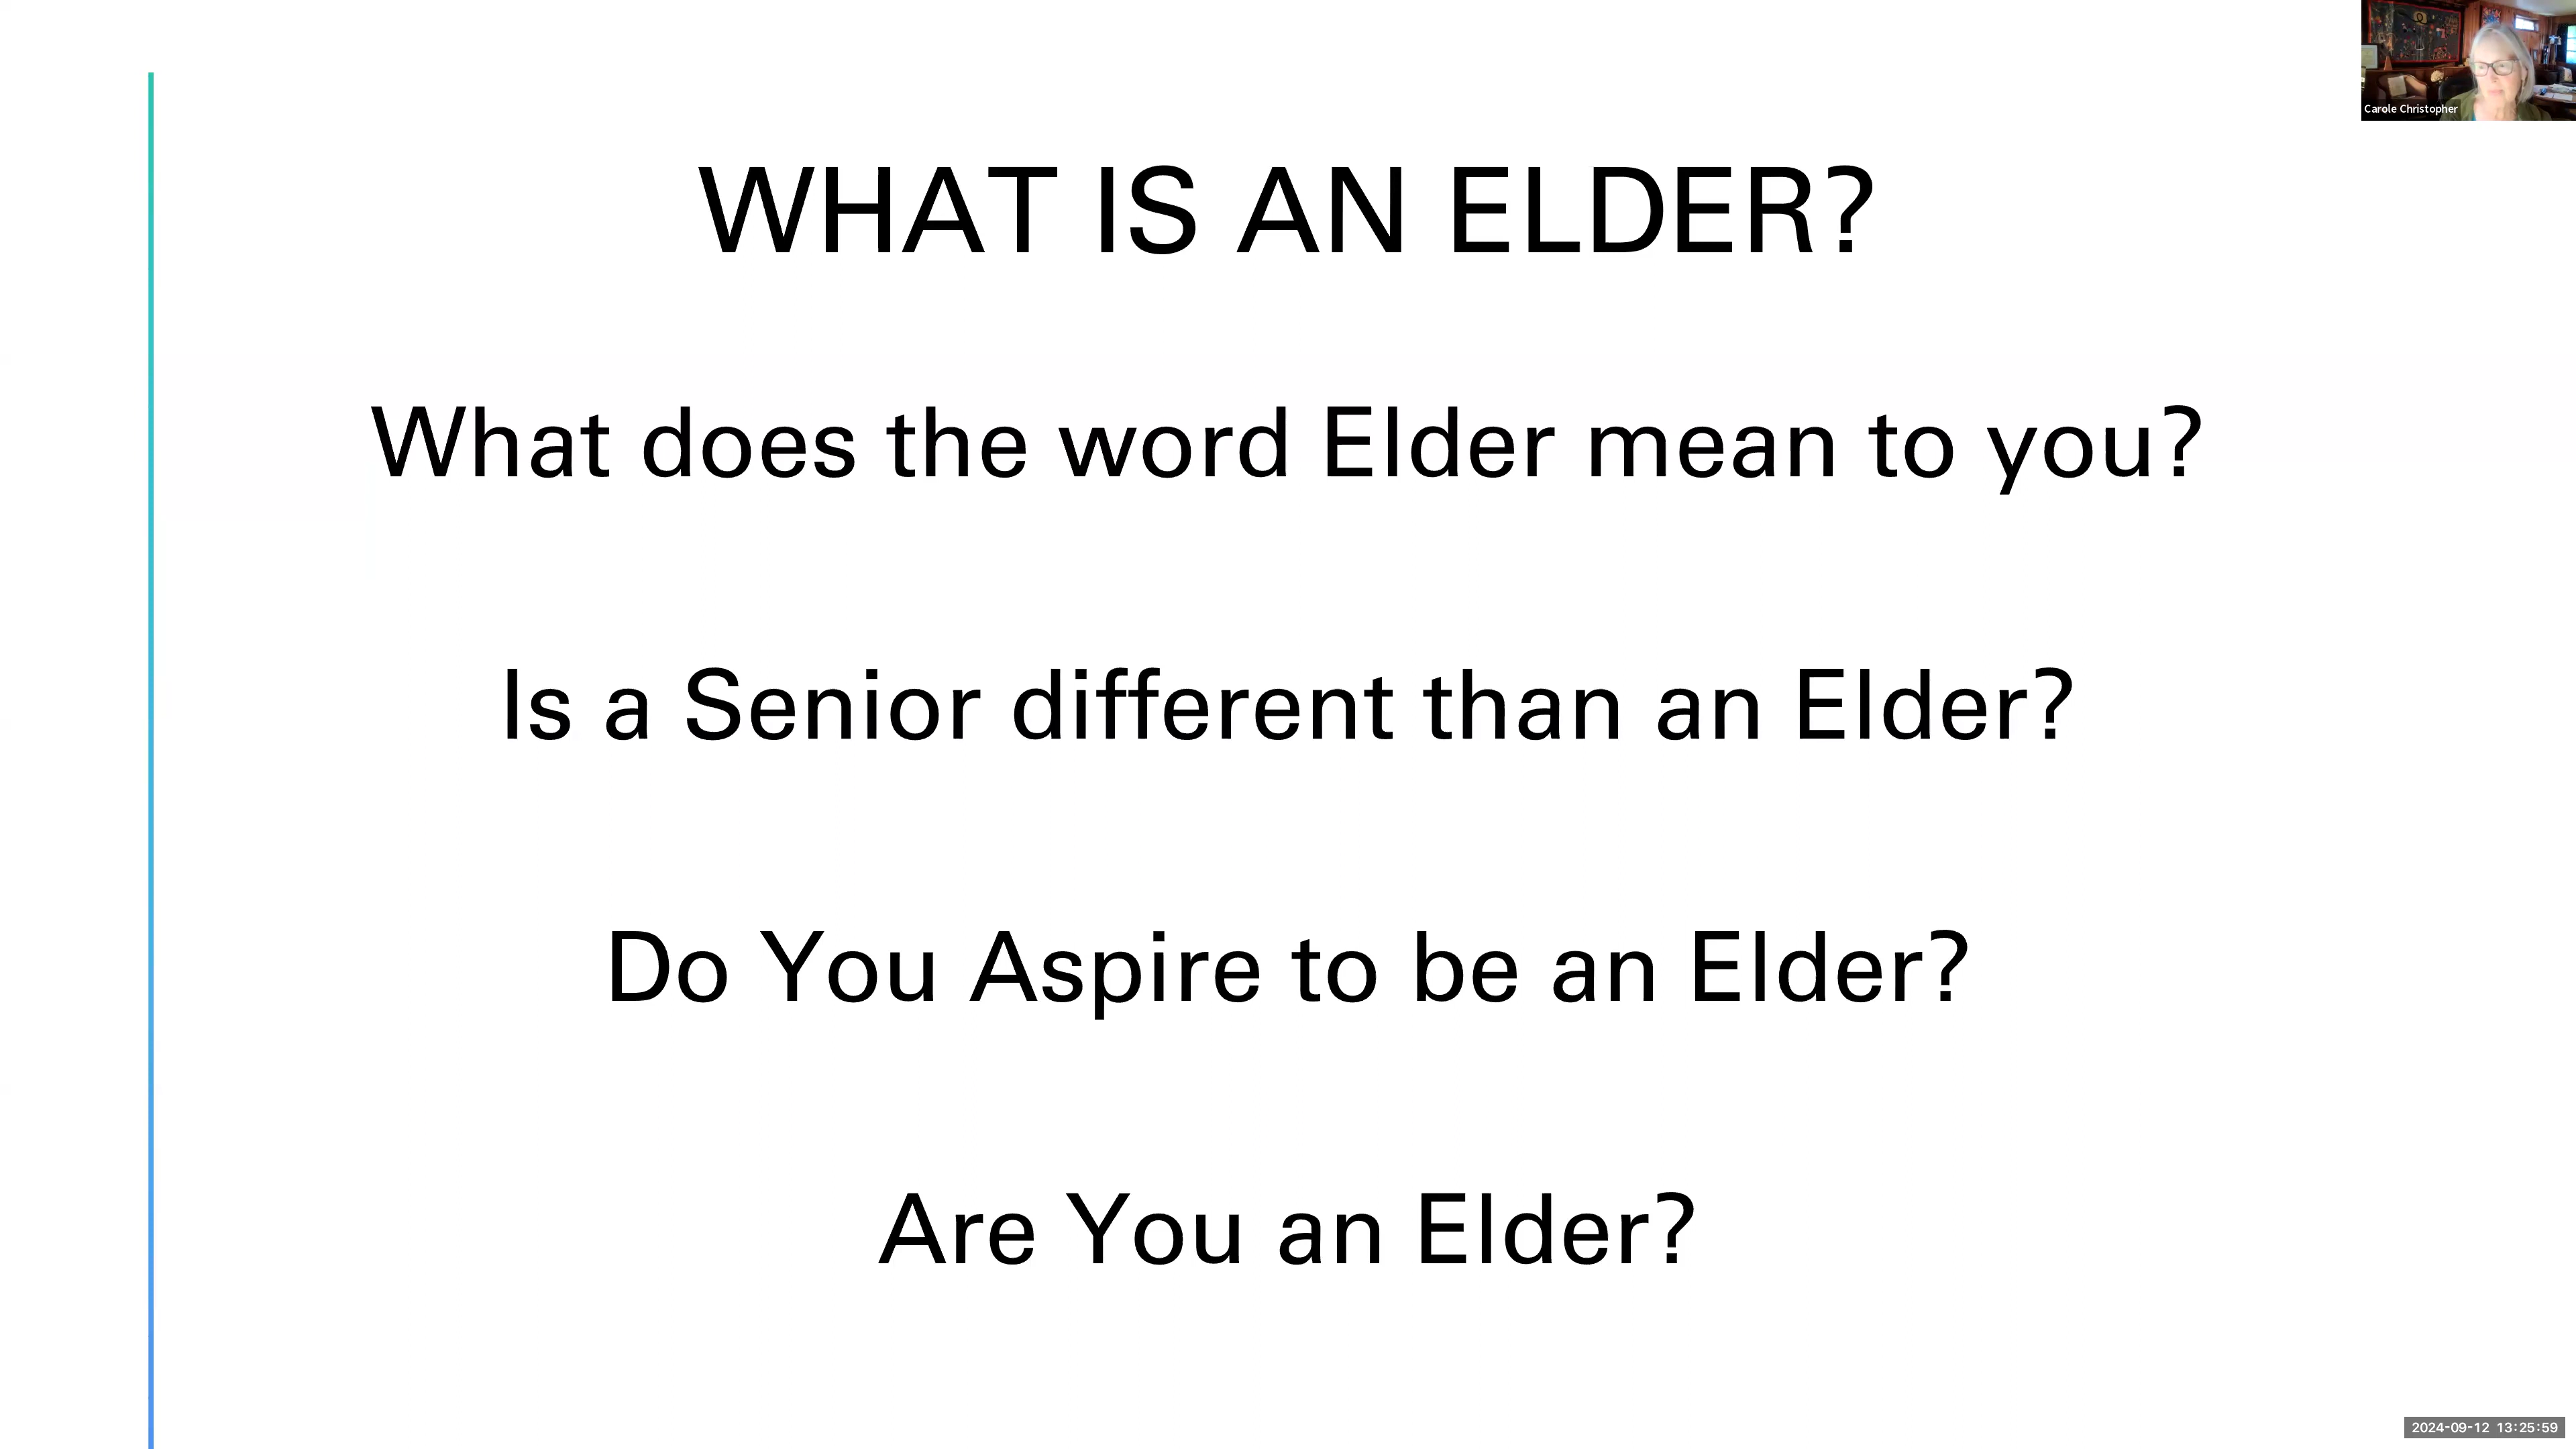 Carole Christopher
WHAT IS AN ELDER?
What does the word Elder mean to you?
Is a Senior different than an Elder?
Do You Aspire to be an Elder?
Are You an Elder?
2024-09-12 13:25:59